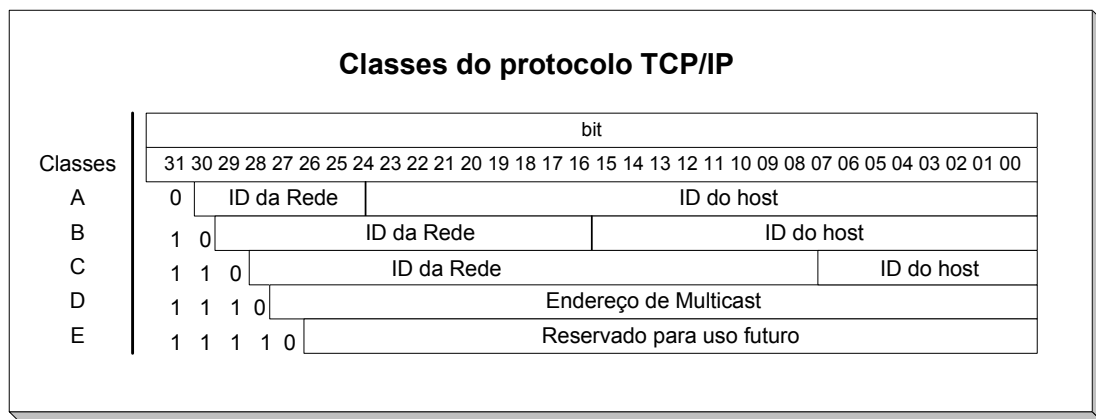 Classes do protocolo TCP/IP
bit
Classes 31 30 29 28 27 26 25 24 23 22 21 20 19 18 17 16 15 14 13 12 11 10 09 08 07 06 05 04 03 02 01 00
A 0 ID da Rede ID do host
B 1 0 ID da Rede ID do host
C 1 1 0 ID da Rede ID do host
D 1 1 1 0 Endereço de Multicast
E 1 1 1 1 0 Reservado para uso futuro